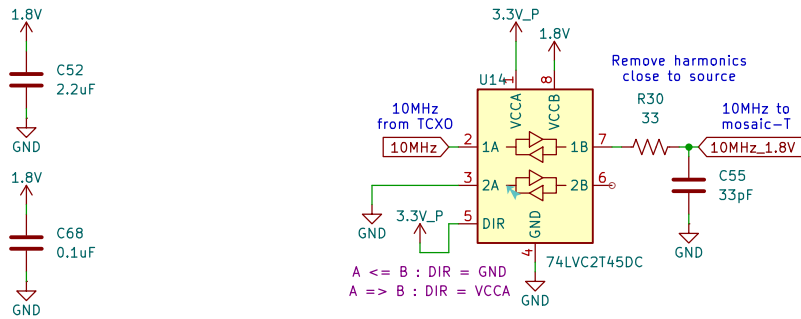 1.8V
C52
2.2uF
GND
1.8V
C68
0.1uF
GND
3.3V_P
1.8V
U14
1
8
VCCA
VCCB
10MHz
from TCXO
10MHz
2
1A
1B
7
3
2A
2B
6
GND
3.3V_P
5
DIR
GND
4
74LVC2T45DC
GND
A <= B : DIR = GND
A => B : DIR = VCCA
Remove harmonics
close to source
R30
33
10MHz to
mosaic-T
10MHz_1.8V
C55
33pF
GND